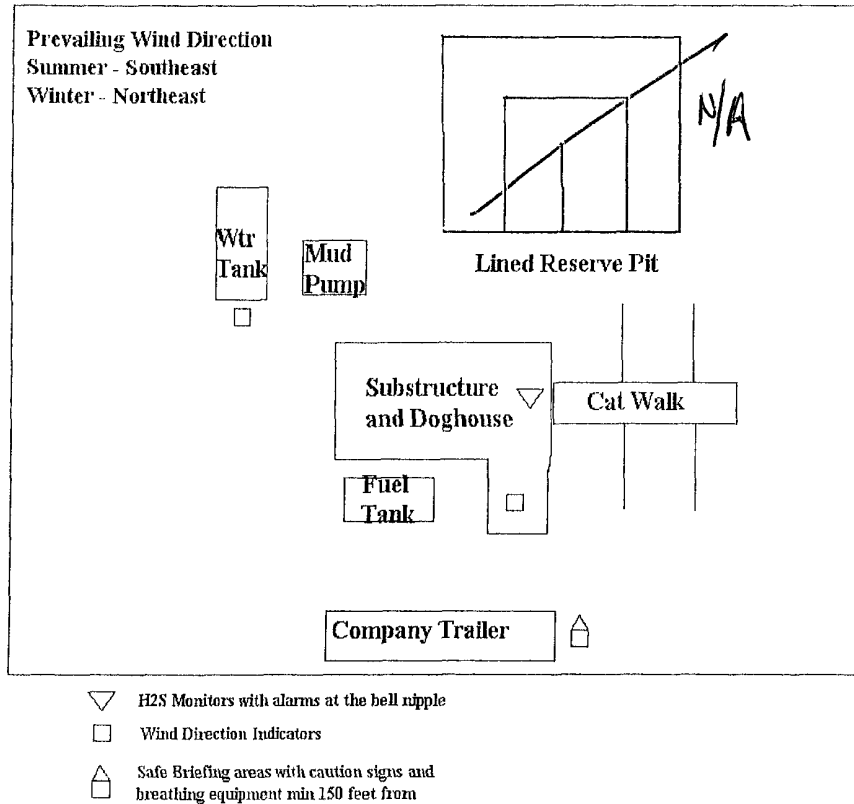 Prevailing Wind Direction
Summer - Southeast
Winter - Northeast
N/A
Wtr
Tank
Mud
Pump
Lined Reserve Pit
Substructure
and Doghouse
Cat Walk
Fuel
Tank
Company Trailer
H2S Monitors with alarms at the bell nipple
Wind Direction Indicators
Safe Briefing areas with caution signs and
breathing equipment min 150 feet from